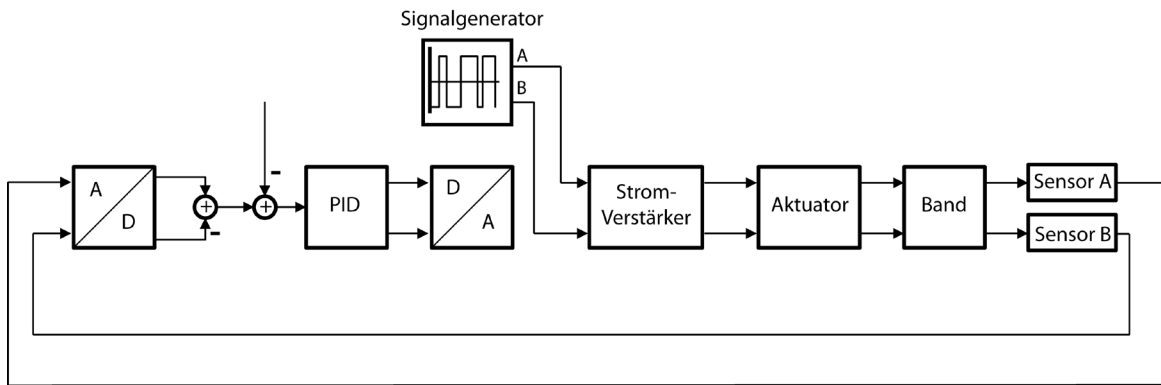 Signalgenerator
A
B
A
D
+
-
+
-
PID
D
A
Strom-
Verstärker
Aktuator
Band
Sensor A
Sensor B